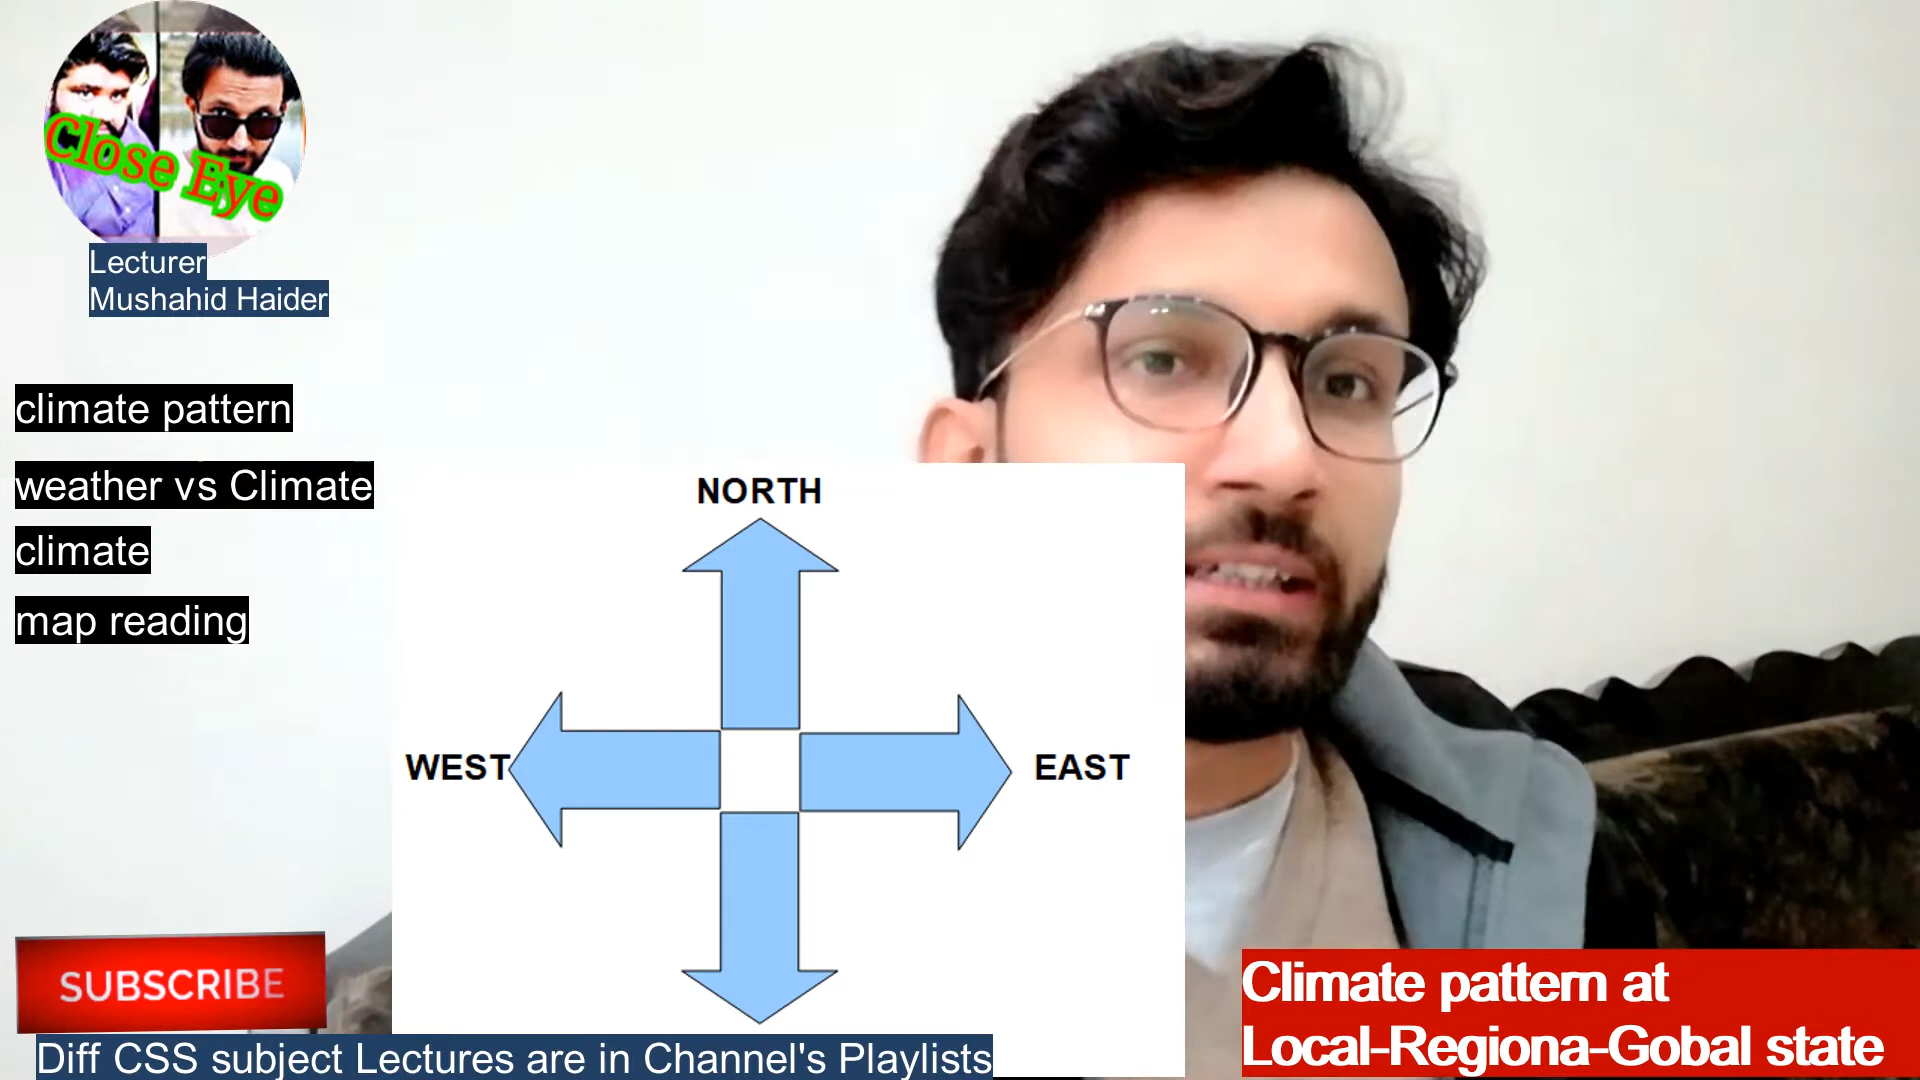 Close Eye
Lecturer
Mushahid Haider
climate pattern
weather vs Climate
climate
map reading
NORTH
WEST
EAST
SUBSCRIBE
Diff CSS subject Lectures are in Channel's Playlists
Climate pattern at
Local-Regiona-Gobal state